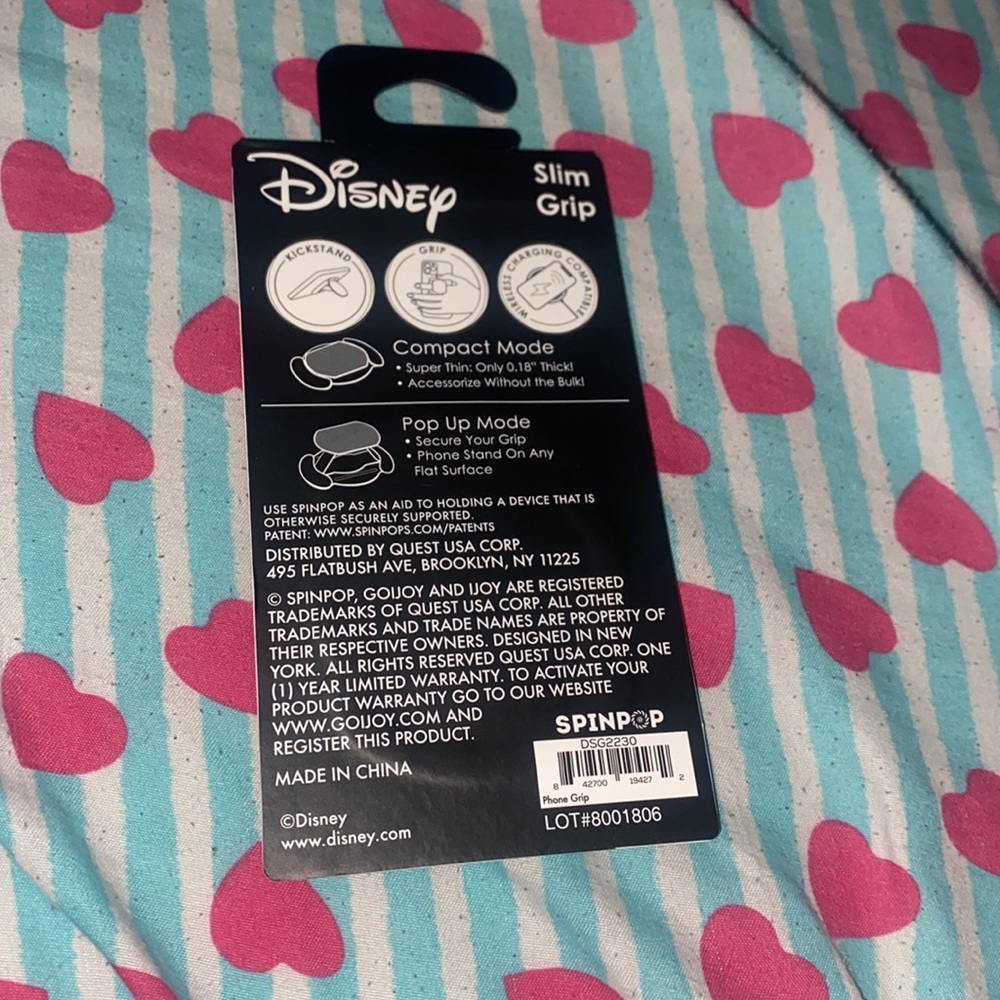 Disney
Slim
Grip
KICKSTAND
GRIP
WIRELESS CHARGING COMPATIBLE
Compact Mode
• Super Thin: Only 0.18" Thick!
• Accessorize Without the Bulk!
Pop Up Mode
• Secure Your Grip
• Phone Stand On Any
Flat Surface
USE SPINPOP AS AN AID TO HOLDING A DEVICE THAT IS
OTHERWISE SECURELY SUPPORTED.
PATENT: WWW.SPINPOPS.COM/PATENTS
DISTRIBUTED BY QUEST USA CORP.
495 FLATBUSH AVE, BROOKLYN, NY 11225
© SPINPOP, GOIJOY AND IJOY ARE REGISTERED
TRADEMARKS OF QUEST USA CORP. ALL OTHER
TRADEMARKS AND TRADE NAMES ARE PROPERTY OF
THEIR RESPECTIVE OWNERS. DESIGNED IN NEW
YORK. ALL RIGHTS RESERVED QUEST USA CORP. ONE
(1) YEAR LIMITED WARRANTY. TO ACTIVATE YOUR
PRODUCT WARRANTY GO TO OUR WEBSITE
WWW.GOIJOY.COM AND
REGISTER THIS PRODUCT.
SPINPOP
DSG2230
8 42700 19427 2
Phone Grip
MADE IN CHINA
LOT#8001806
©Disney
www.disney.com